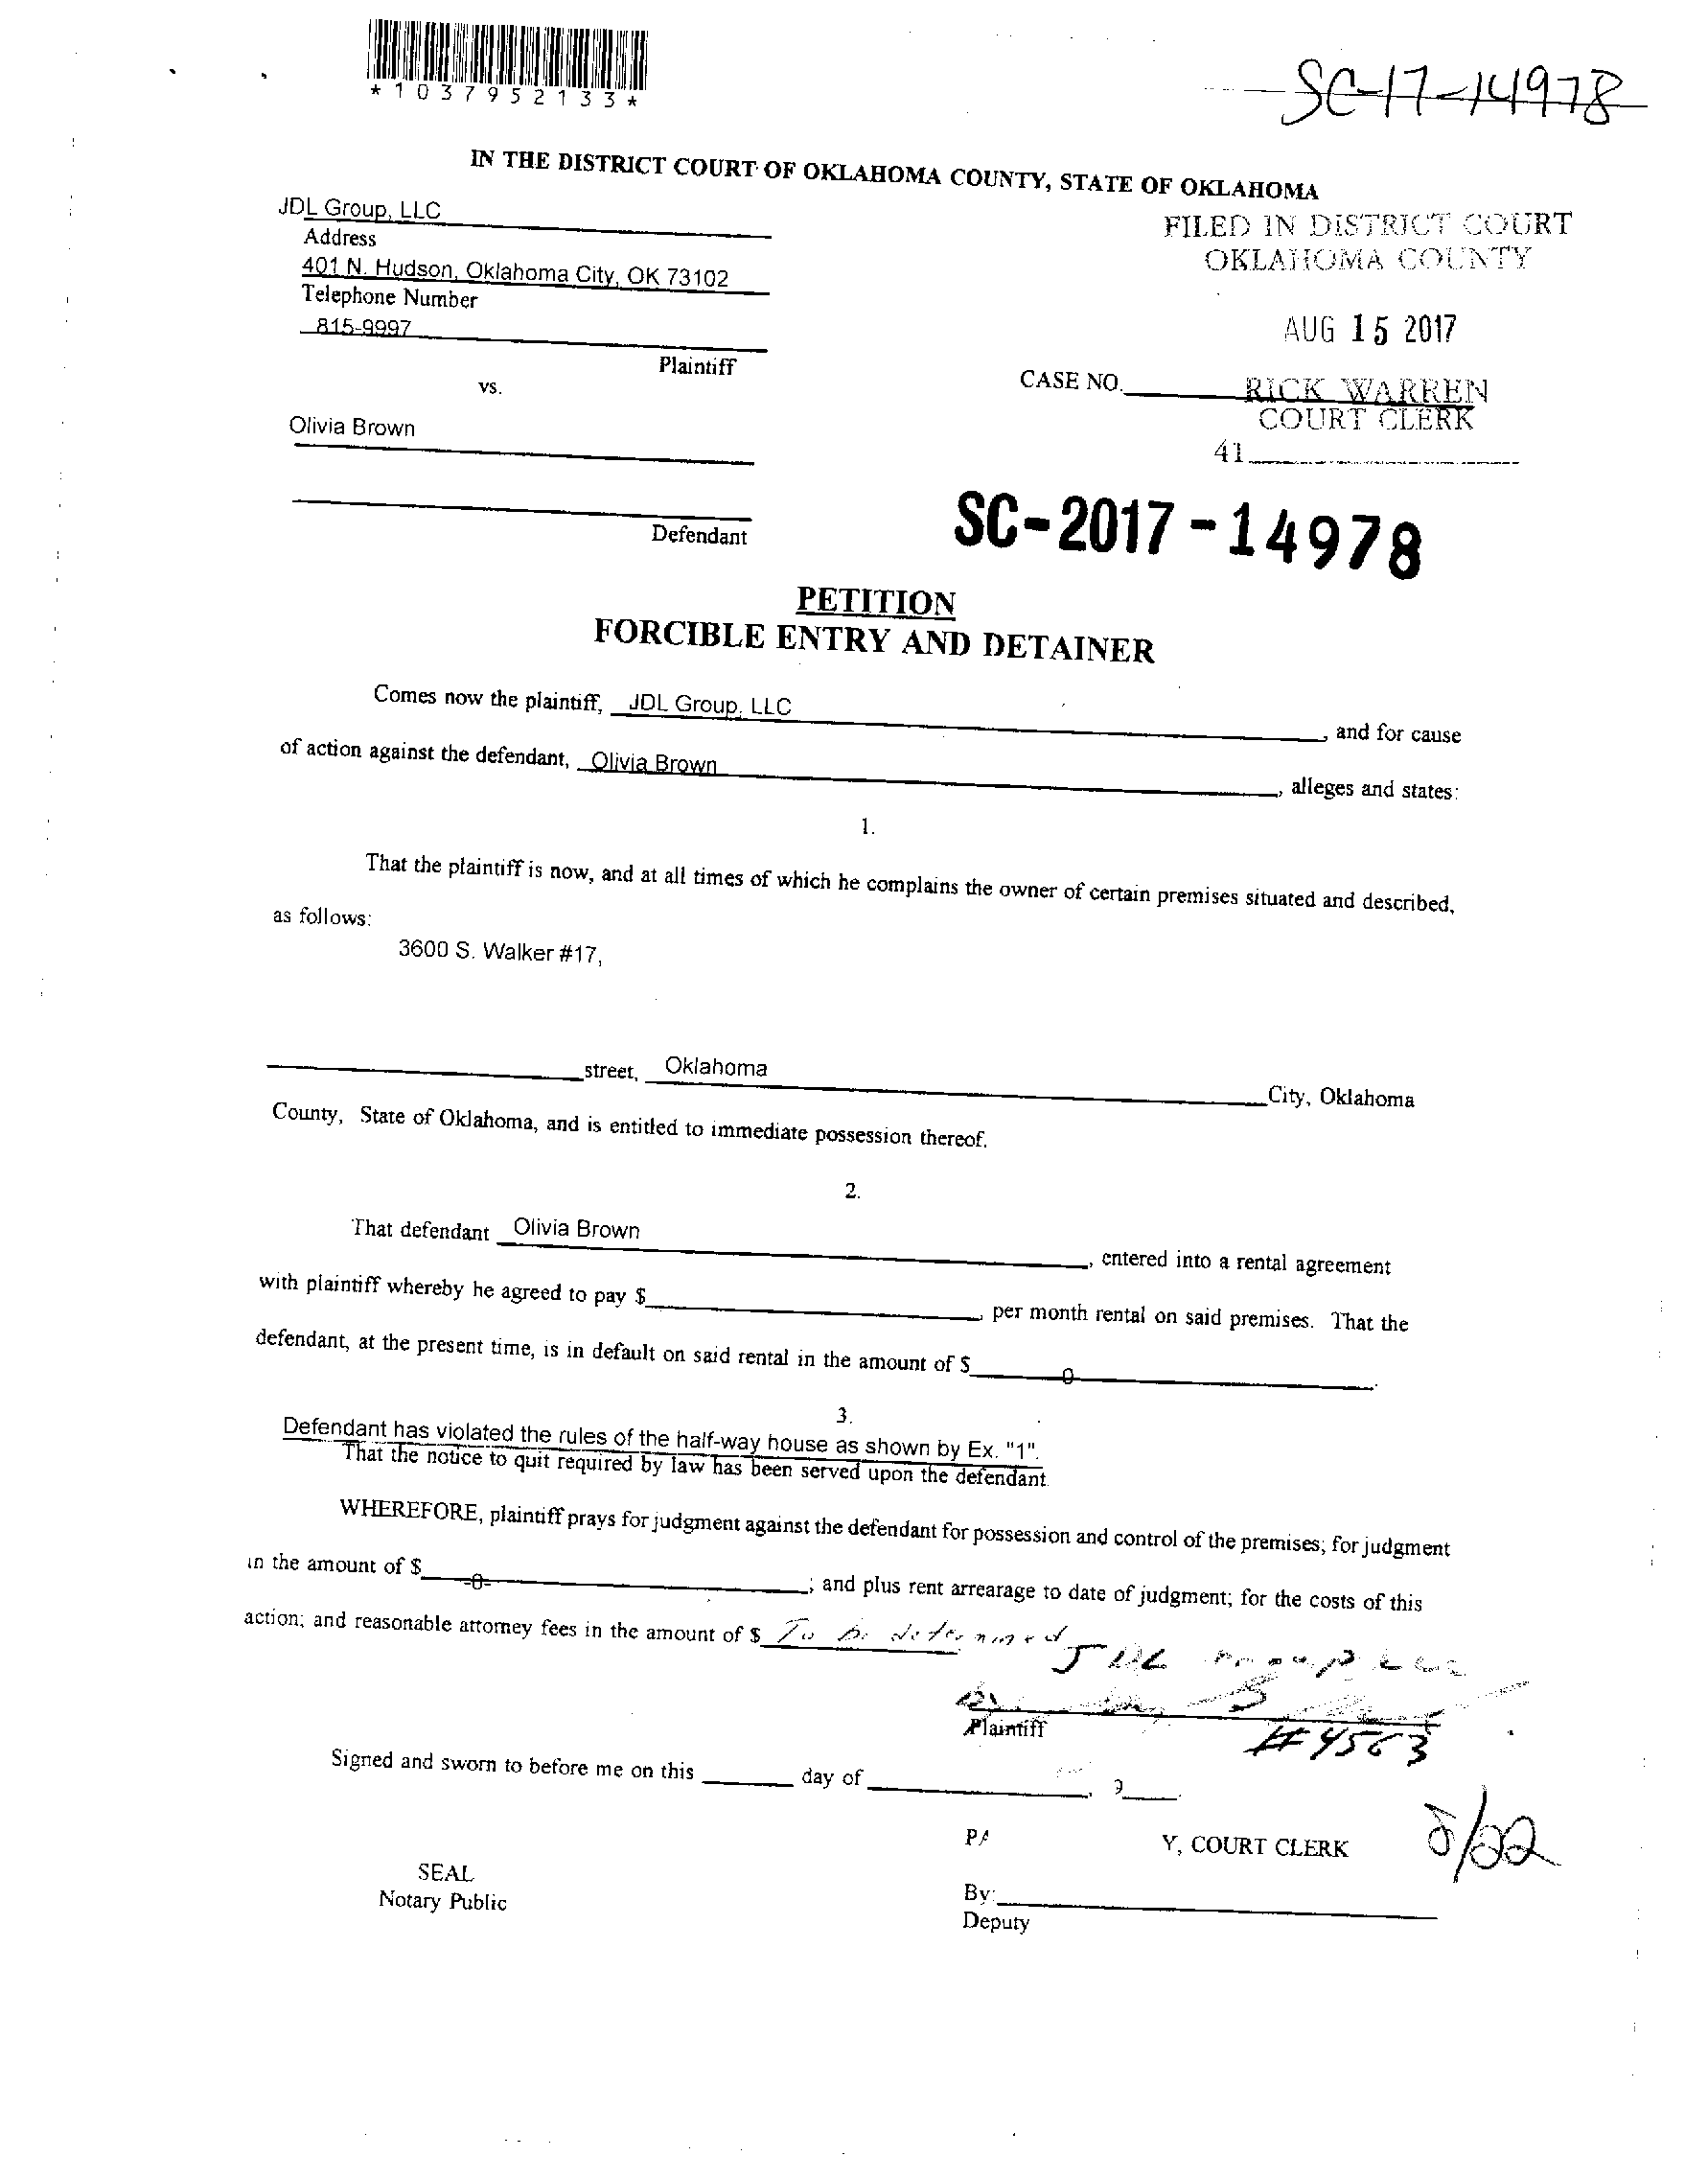 *1037952133*
SC-17-14978
IN THE DISTRICT COURT OF OKLAHOMA COUNTY, STATE OF OKLAHOMA
JDL Group, LLC
Address
401 N. Hudson, Oklahoma City, OK 73102
Telephone Number
815-9997
Plaintiff
vs.
Olivia Brown
Defendant
FILED IN DISTRICT COURT
OKLAHOMA COUNTY
AUG 15 2017
CASE NO. RICK WARREN
COURT CLERK
41
SC-2017-14978
PETITION
FORCIBLE ENTRY AND DETAINER
Comes now the plaintiff, JDL Group, LLC, and for cause
of action against the defendant, Olivia Brown, alleges and states:
1.
That the plaintiff is now, and at all times of which he complains the owner of certain premises situated and described,
as follows:
3600 S. Walker #17,
street, Oklahoma City, Oklahoma
County, State of Oklahoma, and is entitled to immediate possession thereof.
2.
That defendant Olivia Brown, entered into a rental agreement
with plaintiff whereby he agreed to pay $ , per month rental on said premises. That the
defendant, at the present time, is in default on said rental in the amount of $ 0.
3.
Defendant has violated the rules of the half-way house as shown by Ex. "1".
That the notice to quit required by law has been served upon the defendant.
WHEREFORE, plaintiff prays for judgment against the defendant for possession and control of the premises; for judgment
in the amount of $ -0- ; and plus rent arrearage to date of judgment; for the costs of this
action; and reasonable attorney fees in the amount of $ To be determined
JDL Group LLC
By
Plaintiff
#4563
Signed and sworn to before me on this day of , 
Y, COURT CLERK
8/22
SEAL
Notary Public
By:
Deputy